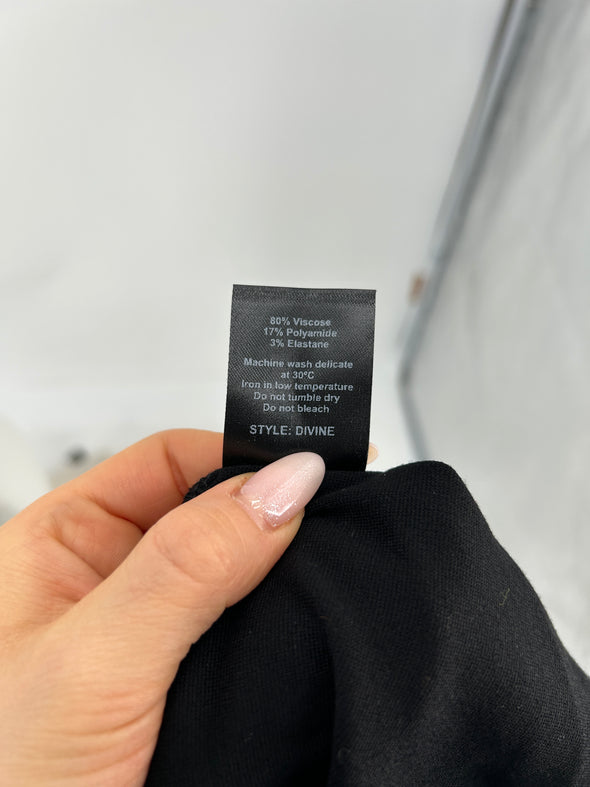 80% Viscose
17% Polyamide
3% Elastane
Machine wash delicate
at 30ºC
Iron in low temperature
Do not tumble dry
Do not bleach
STYLE: DIVINE